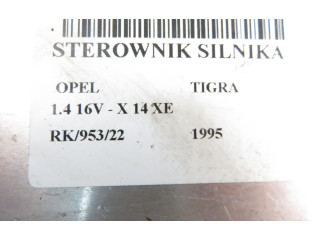 STEROWNIK SILNIKA
OPEL TIGRA
1.4 16V - X 14 XE
RK/953/22 1995